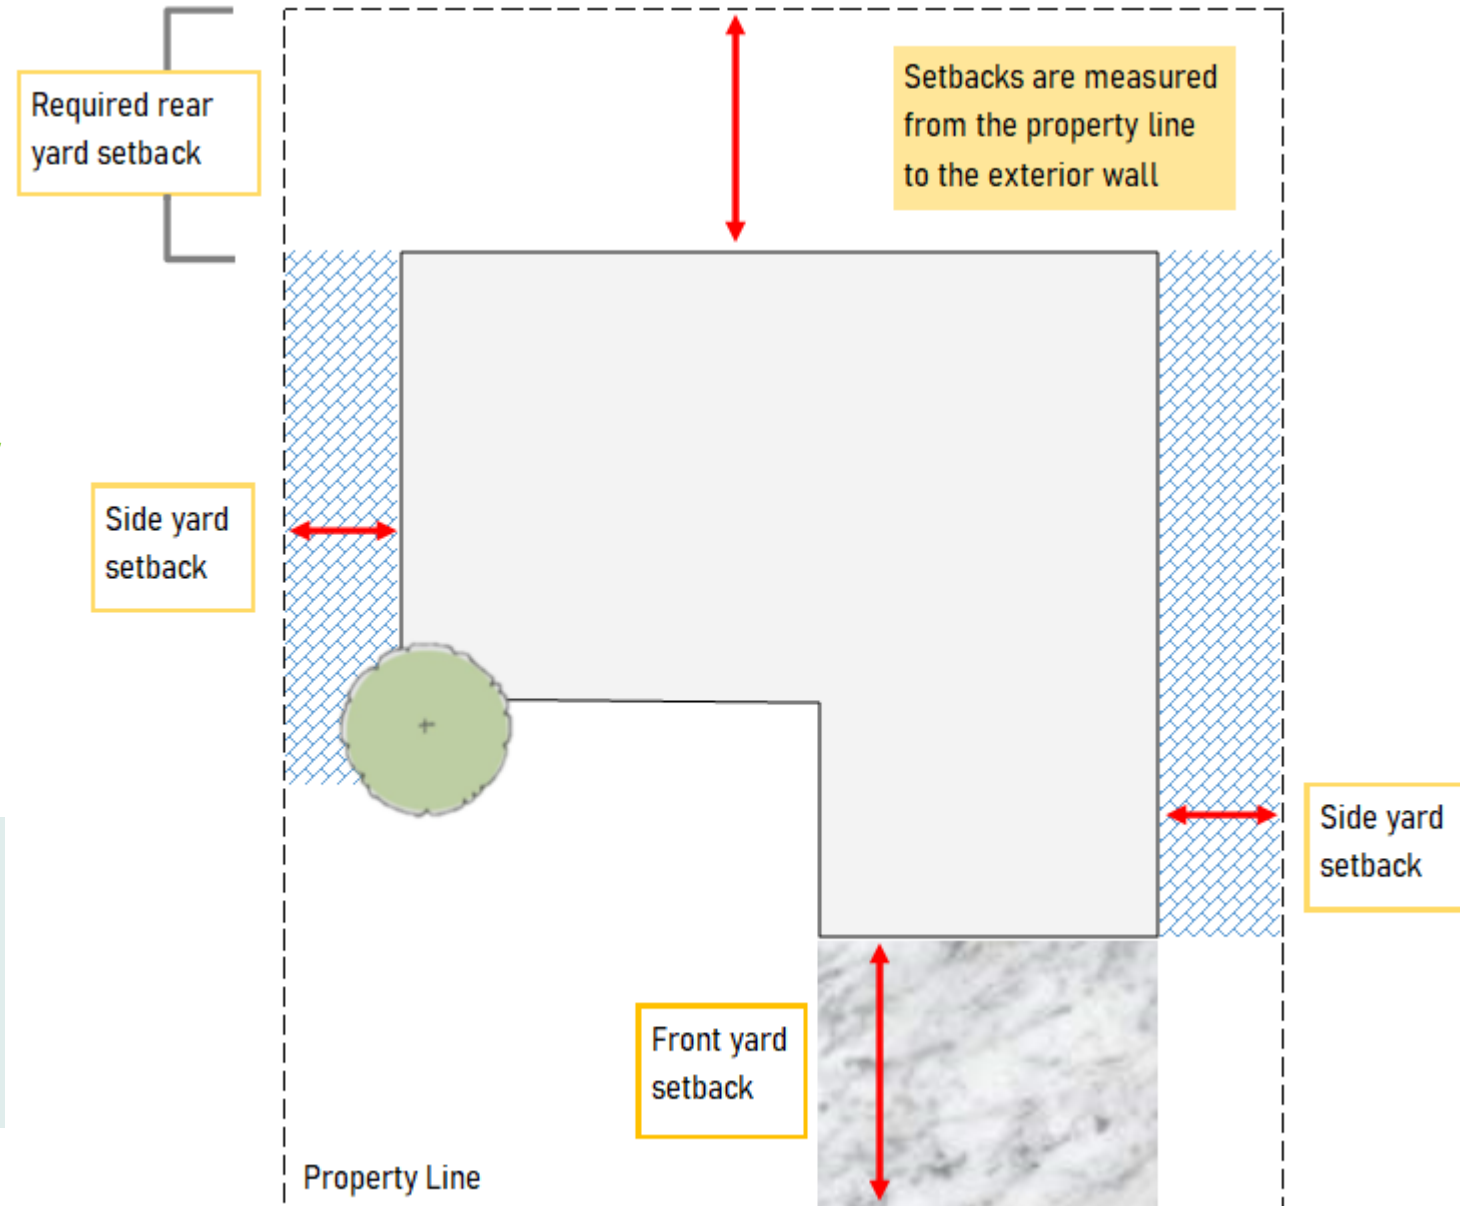 Required rear
yard setback
Setbacks are measured
from the property line
to the exterior wall
Side yard
setback
Side yard
setback
Front yard
setback
Property Line